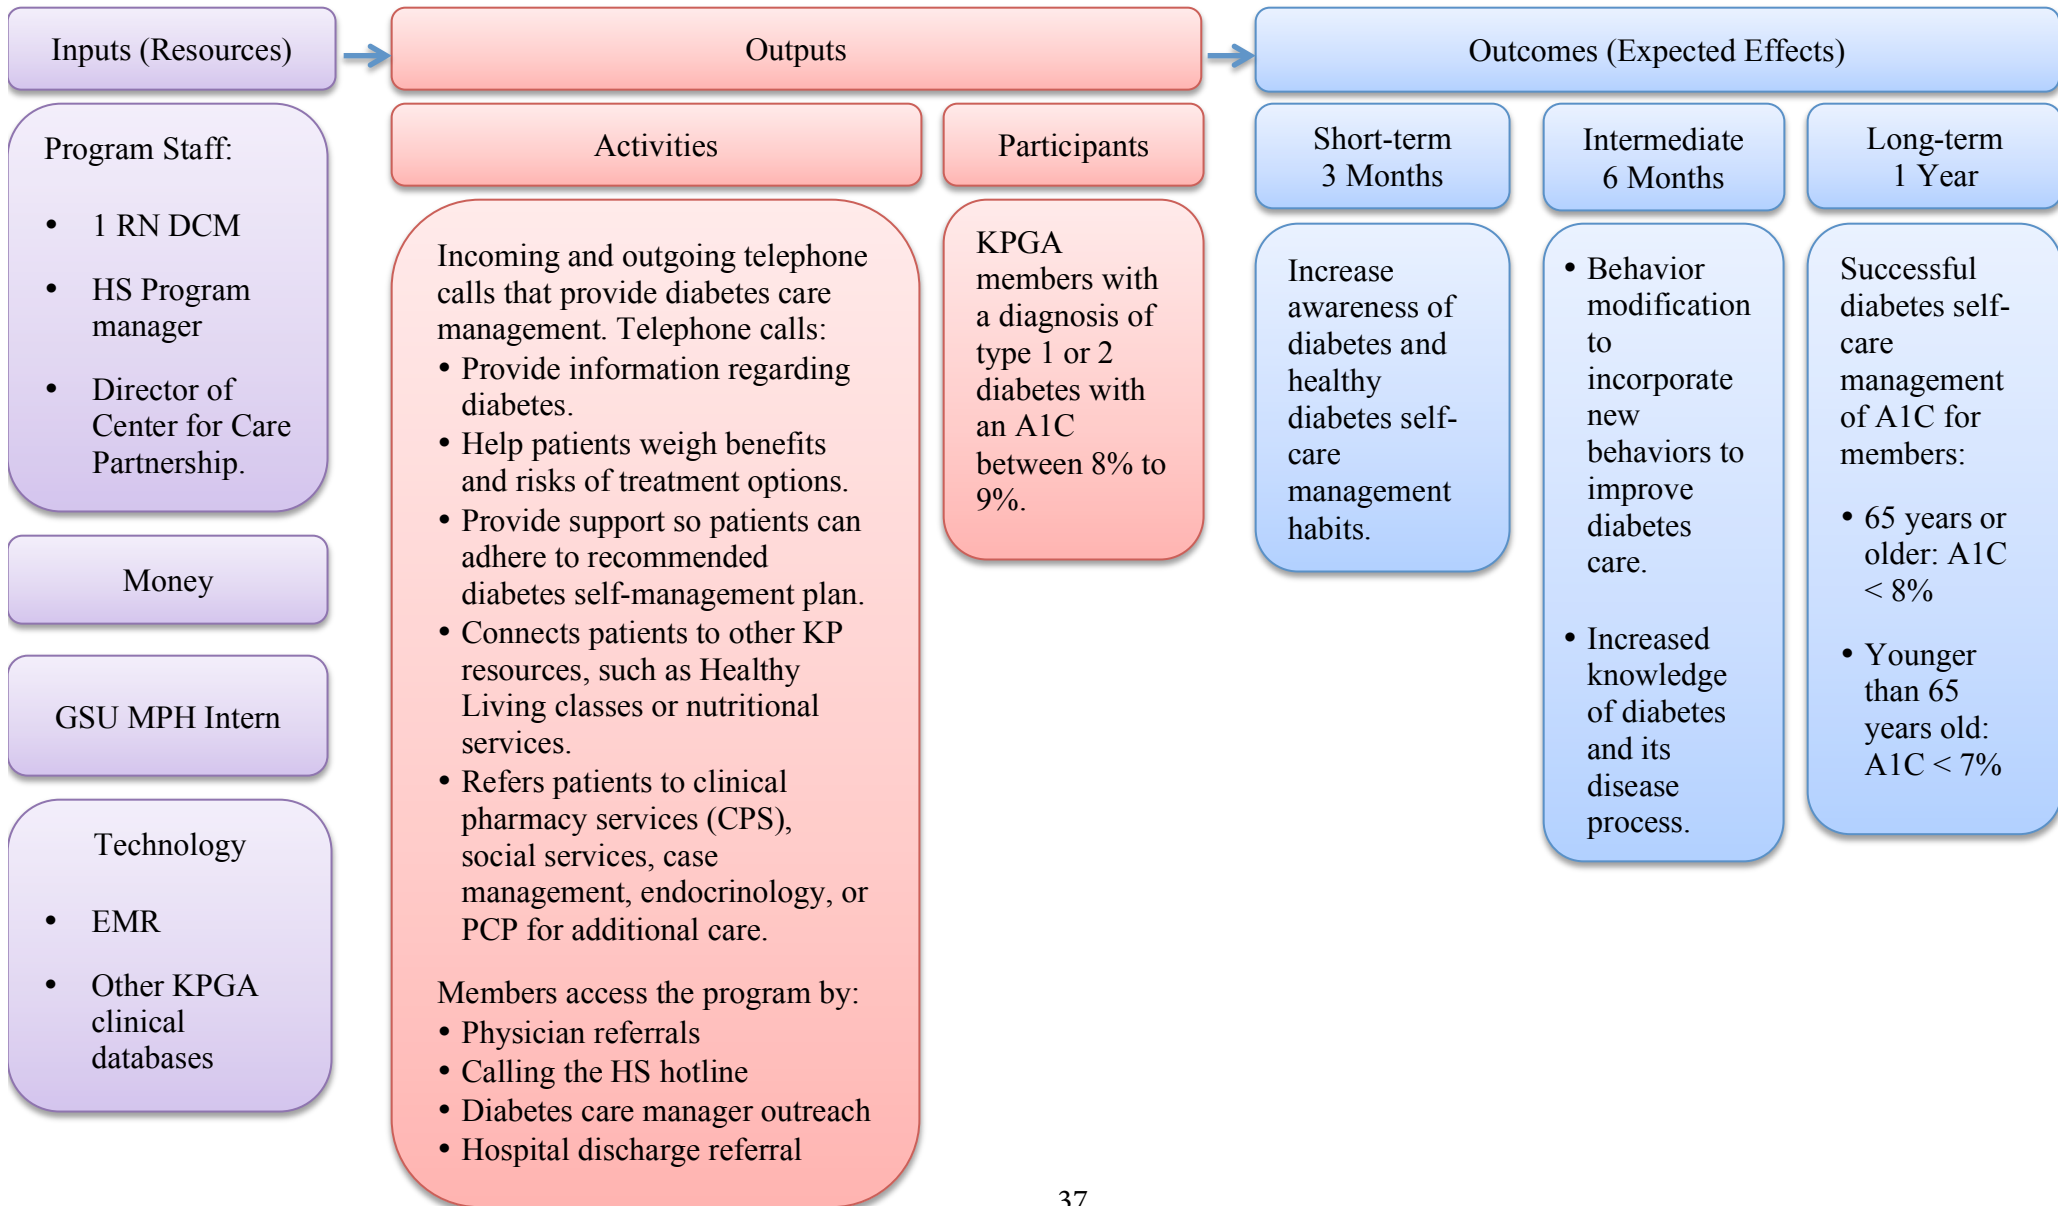 Inputs (Resources)
Outputs
Outcomes (Expected Effects)
Program Staff:
• 1 RN DCM
• HS Program
manager
• Director of
Center for Care
Partnership.
Money
GSU MPH Intern
Technology
• EMR
• Other KPGA
clinical
databases
Activities
Incoming and outgoing telephone
calls that provide diabetes care
management. Telephone calls:
• Provide information regarding
diabetes.
• Help patients weigh benefits
and risks of treatment options.
• Provide support so patients can
adhere to recommended
diabetes self-management plan.
• Connects patients to other KP
resources, such as Healthy
Living classes or nutritional
services.
• Refers patients to clinical
pharmacy services (CPS),
social services, case
management, endocrinology, or
PCP for additional care.
Members access the program by:
• Physician referrals
• Calling the HS hotline
• Diabetes care manager outreach
• Hospital discharge referral
Participants
KPGA
members with
a diagnosis of
type 1 or 2
diabetes with
an A1C
between 8% to
9%.
Short-term
3 Months
Increase
awareness of
diabetes and
healthy
diabetes self-
care
management
habits.
Intermediate
6 Months
• Behavior
modification
to
incorporate
new
behaviors to
improve
diabetes
care.
• Increased
knowledge
of diabetes
and its
disease
process.
Long-term
1 Year
Successful
diabetes self-
care
management
of A1C for
members:
• 65 years or
older: A1C
< 8%
• Younger
than 65
years old:
A1C < 7%
37